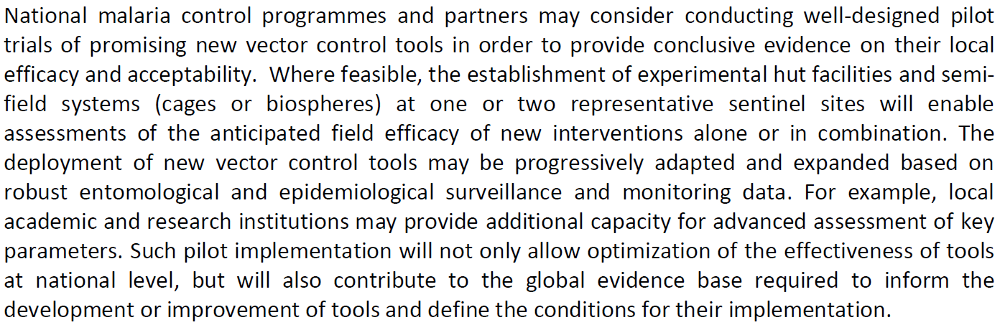 National malaria control programmes and partners may consider conducting well-designed pilot
trials of promising new vector control tools in order to provide conclusive evidence on their local
efficacy and acceptability.  Where feasible, the establishment of experimental hut facilities and semi-
field systems (cages or biospheres) at one or two representative sentinel sites will enable
assessments of the anticipated field efficacy of new interventions alone or in combination. The
deployment of new vector control tools may be progressively adapted and expanded based on
robust entomological and epidemiological surveillance and monitoring data. For example, local
academic and research institutions may provide additional capacity for advanced assessment of key
parameters. Such pilot implementation will not only allow optimization of the effectiveness of tools
at national level, but will also contribute to the global evidence base required to inform the
development or improvement of tools and define the conditions for their implementation.